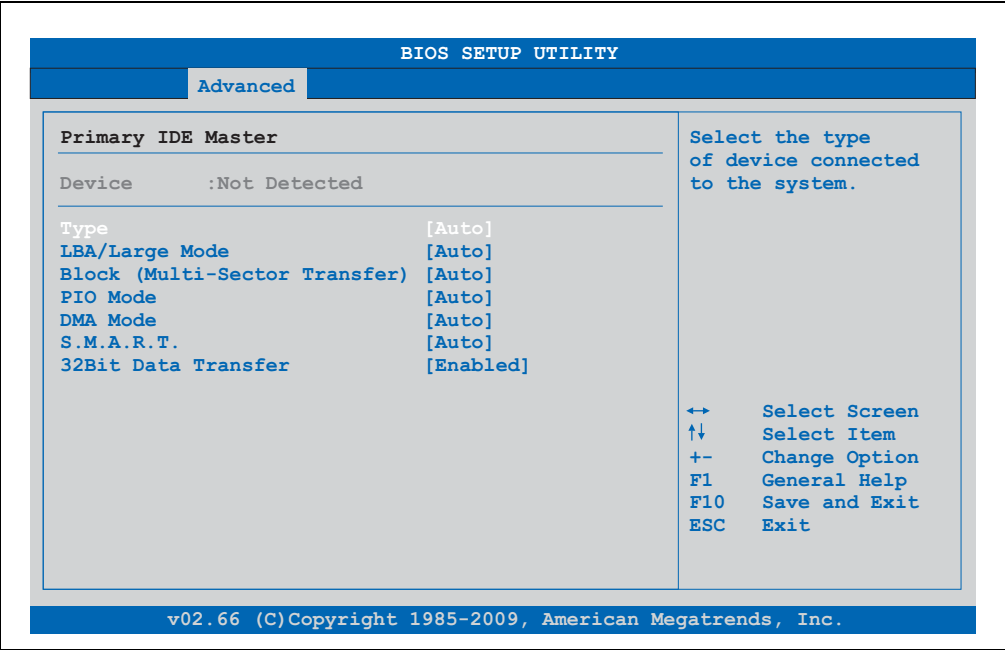 BIOS SETUP UTILITY
Advanced
Primary IDE Master
Device :Not Detected
Type [Auto]
LBA/Large Mode [Auto]
Block (Multi-Sector Transfer) [Auto]
PIO Mode [Auto]
DMA Mode [Auto]
S.M.A.R.T. [Auto]
32Bit Data Transfer [Enabled]
Select the type
of device connected
to the system.
↔ Select Screen
↑↓ Select Item
+- Change Option
F1 General Help
F10 Save and Exit
ESC Exit
v02.66 (C)Copyright 1985-2009, American Megatrends, Inc.